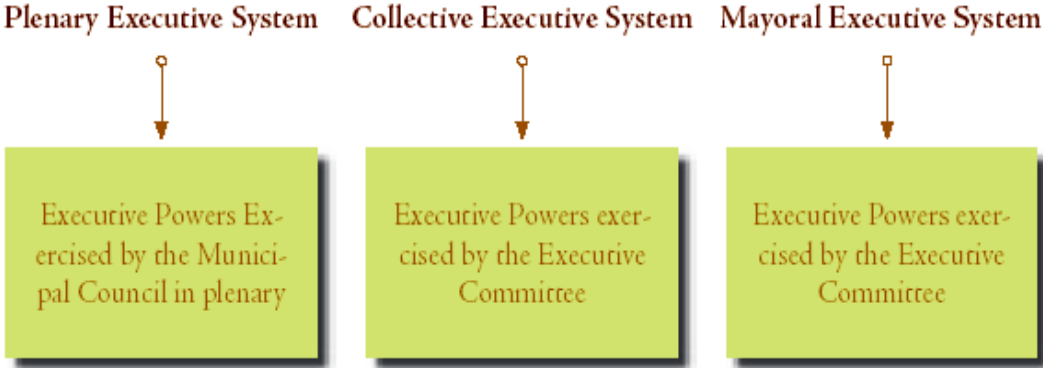 Plenary Executive System
Collective Executive System
Mayoral Executive System
Executive Powers Ex-
ercised by the Munici-
pal Council in plenary
Executive Powers exer-
cised by the Executive
Committee
Executive Powers exer-
cised by the Executive
Committee